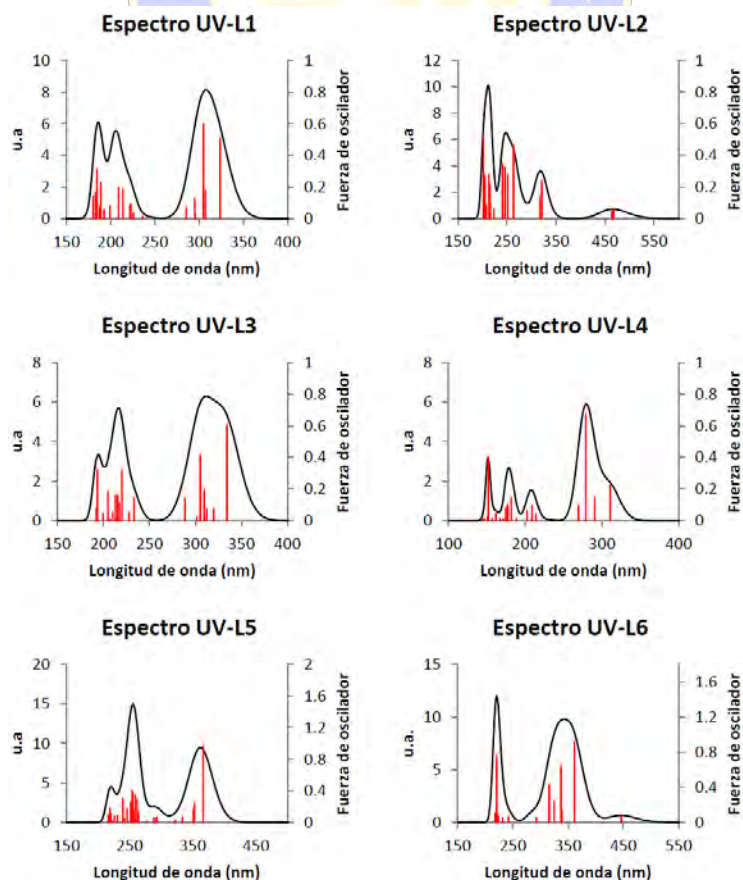 Espectro UV-L1
10
8
6
4
2
0
u.a
1
0.8
0.6
0.4
0.2
0
Fuerza de oscilador
150 200 250 300 350 400
Longitud de onda (nm)
Espectro UV-L2
12
10
8
6
4
2
0
u.a
1
0.8
0.6
0.4
0.2
0
Fuerza de oscilador
150 250 350 450 550
Longitud de onda (nm)
Espectro UV-L3
8
6
4
2
0
u.a
1
0.8
0.6
0.4
0.2
0
Fuerza de oscilador
150 200 250 300 350 400
Longitud de onda (nm)
Espectro UV-L4
8
6
4
2
0
u.a
1
0.8
0.6
0.4
0.2
0
Fuerza de oscilador
100 200 300 400
Longitud de onda (nm)
Espectro UV-L5
20
15
10
5
0
u.a
2
1.6
1.2
0.8
0.4
0
Fuerza de oscilador
150 250 350 450
Longitud de onda (nm)
Espectro UV-L6
15
10
5
0
u.a.
1.6
1.2
0.8
0.4
0
Fuerza de oscilador
150 250 350 450 550
Longitud de onda (nm)